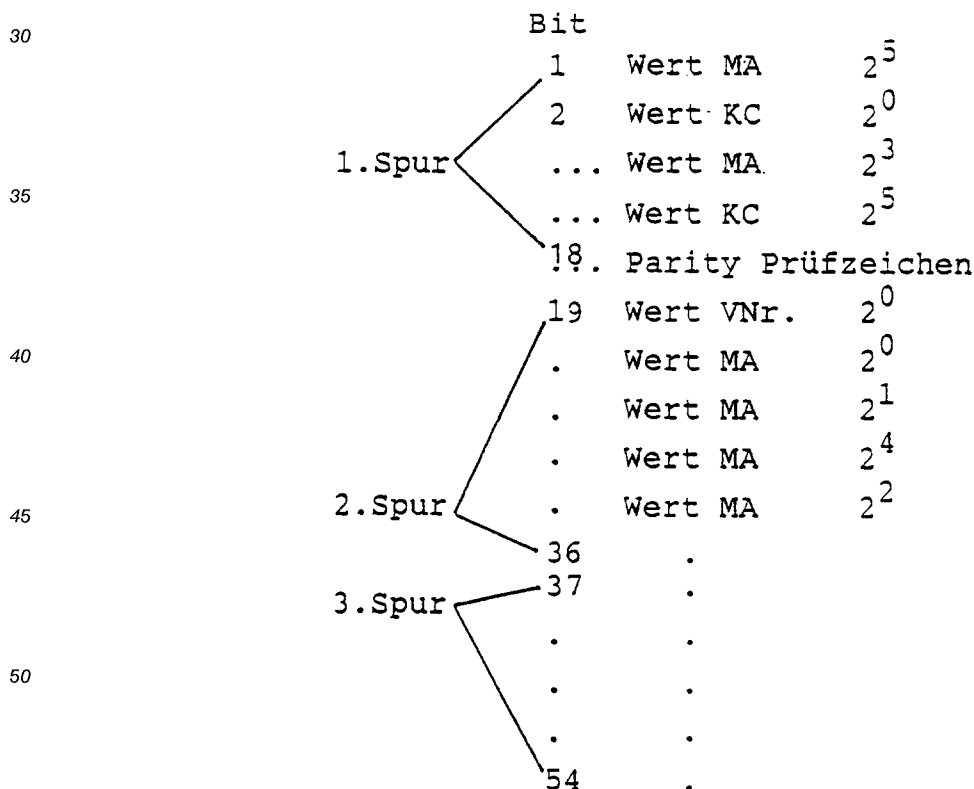 30 Bit
1 Wert MA 2^5
2 Wert KC 2^0
1.Spur ... Wert MA 2^3
35 ... Wert KC 2^5
18... Parity Prüfzeichen
19 Wert VNr. 2^0
40 . Wert MA 2^0
. Wert MA 2^1
. Wert MA 2^4
45 2.Spur . Wert MA 2^2
36 .
3.Spur 37 .
. .
50 . .
. .
54 .